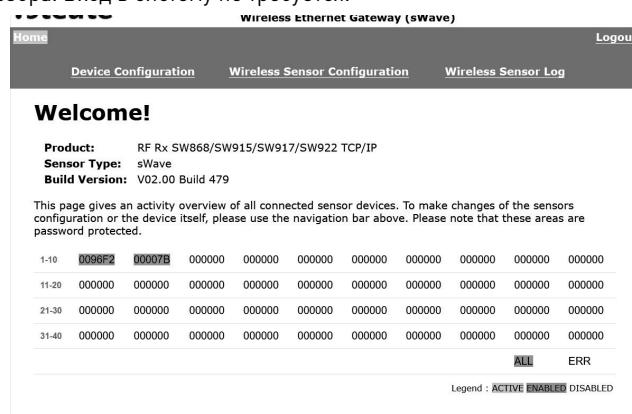 Wireless Ethernet Gateway (sWave)
Home
Device Configuration Wireless Sensor Configuration Wireless Sensor Log
Welcome!
Product: RF Rx SW868/SW915/SW917/SW922 TCP/IP
Sensor Type: sWave
Build Version: V02.00 Build 479
This page gives an activity overview of all connected sensor devices. To make changes of the sensors
configuration or the device itself, please use the navigation bar above. Please note that these areas are
password protected.
1-10 0096F2 00007B 000000 000000 000000 000000 000000 000000 000000 000000
11-20 000000 000000 000000 000000 000000 000000 000000 000000 000000 000000
21-30 000000 000000 000000 000000 000000 000000 000000 000000 000000 000000
31-40 000000 000000 000000 000000 000000 000000 000000 000000 000000 000000
ALL ERR
Legend : ACTIVE ENABLED DISABLED